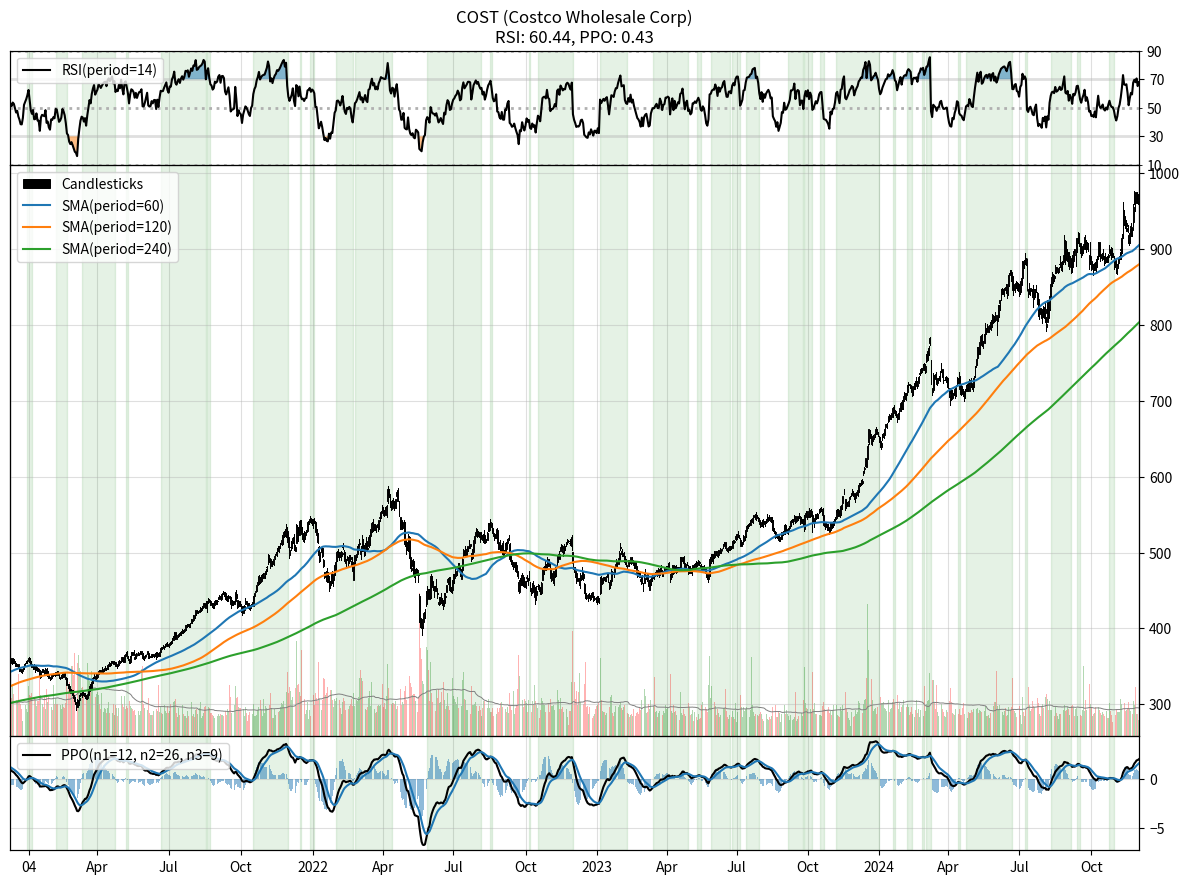 COST (Costco Wholesale Corp)
RSI: 60.44, PPO: 0.43
RSI(period=14)
90
70
50
30
10
Candlesticks
SMA(period=60)
SMA(period=120)
SMA(period=240)
1000
900
800
700
600
500
400
300
PPO(n1=12, n2=26, n3=9)
0
−5
04 Apr Jul Oct 2022 Apr Jul Oct 2023 Apr Jul Oct 2024 Apr Jul Oct